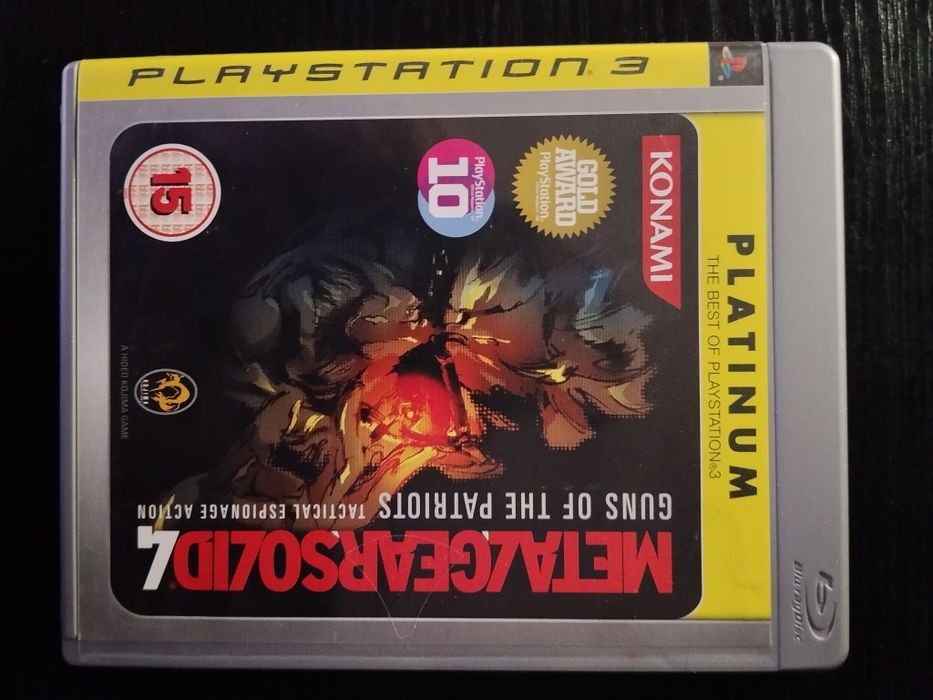 PLAYSTATION 3
PLATINUM
THE BEST OF PLAYSTATION®3
Blu-ray Disc
KONAMI
GOLD
AWARD
PlayStation
PlayStation
10
15
METAL GEAR SOLID 4
GUNS OF THE PATRIOTS
TACTICAL ESPIONAGE ACTION
KOJIMA
A HIDEO KOJIMA GAME